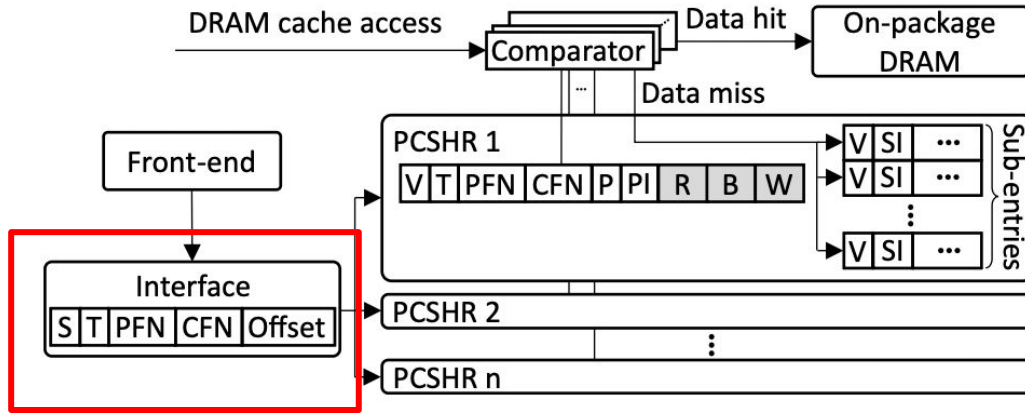 DRAM cache access
Comparator
...
Data hit
On-package
DRAM
...
Data miss
Front-end
PCSHR 1
V T PFN CFN P PI R B W
V SI ...
V SI ...
...
V SI ...
Sub-entries
Interface
S T PFN CFN Offset
PCSHR 2
...
PCSHR n